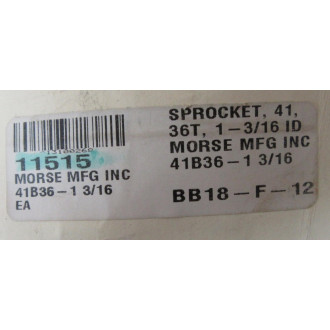 13100260
11515
MORSE MFG INC
41B36-1 3/16
EA
SPROCKET, 41,
36T, 1-3/16 ID
MORSE MFG INC
41B36-1 3/16
BB18-F-12